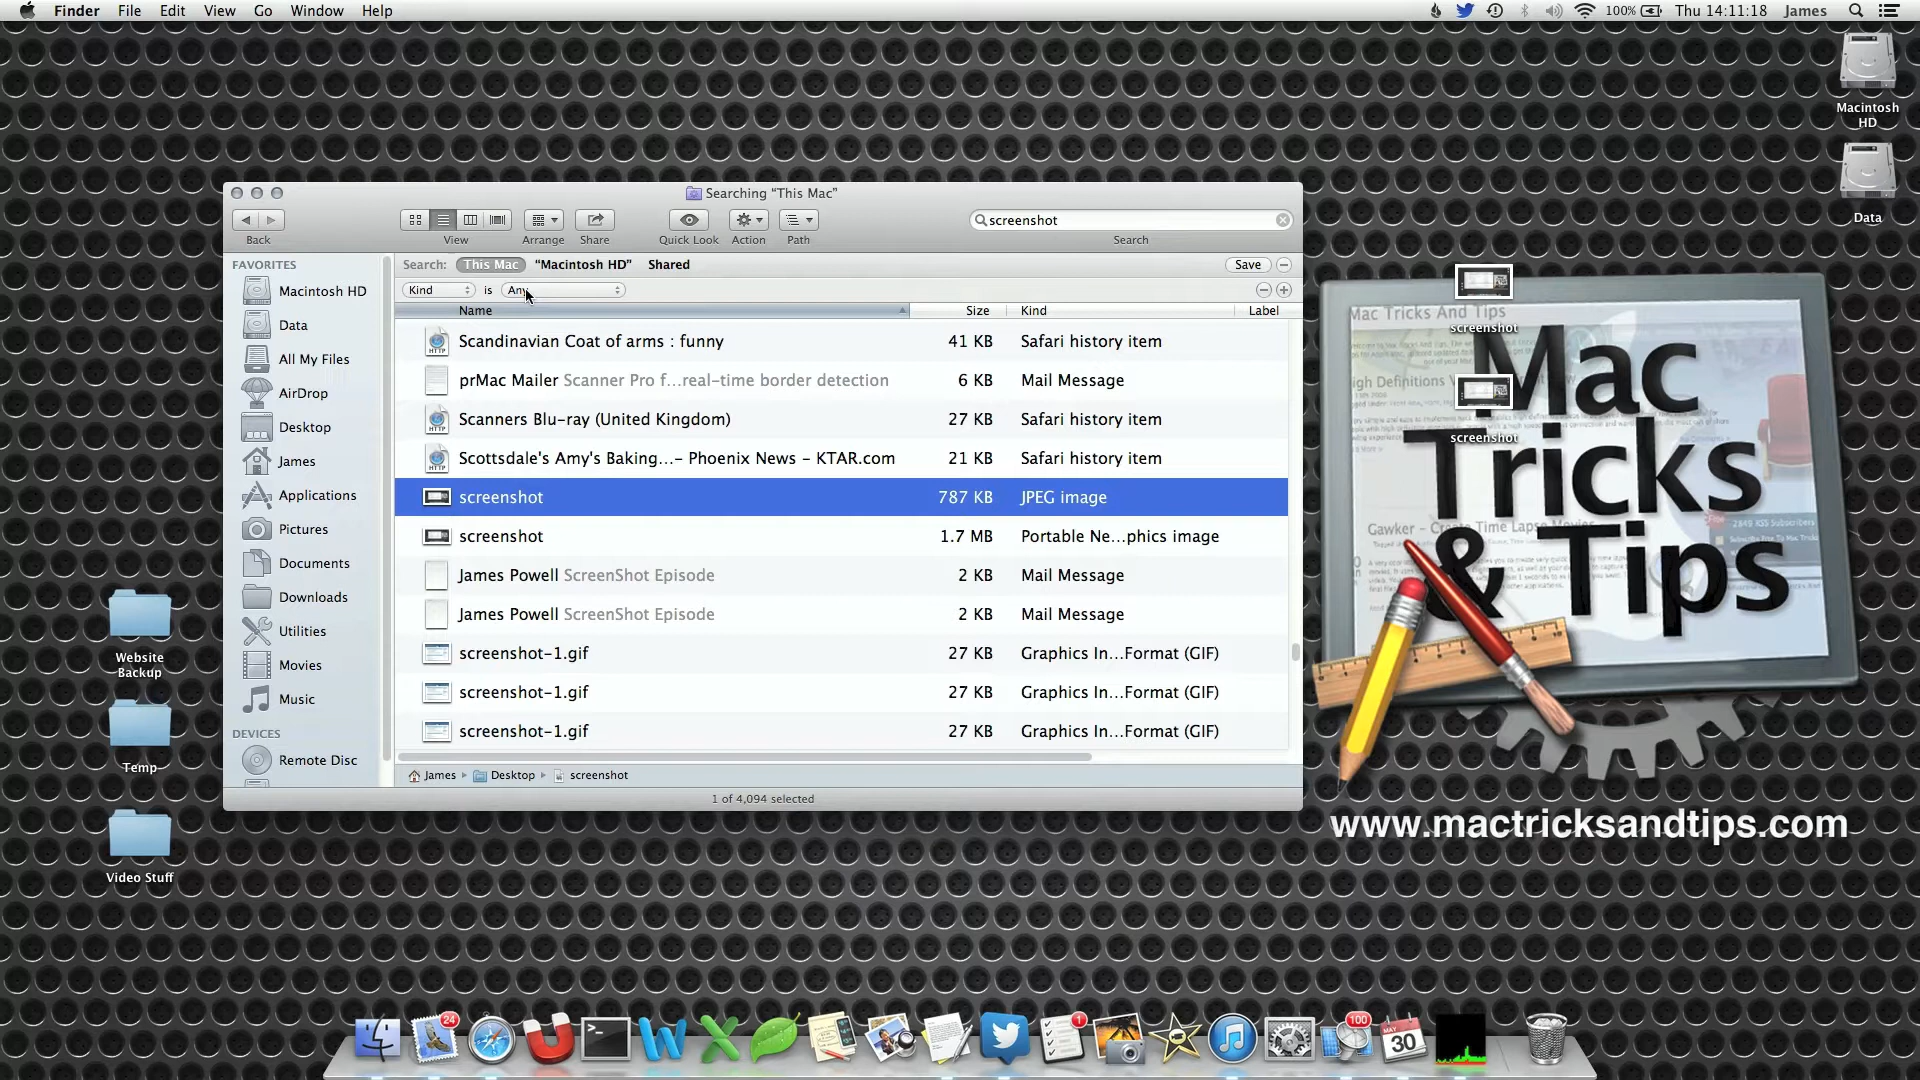 Finder File Edit View Go Window Help
100% Thu 14:11:18 James
Macintosh
HD
Data
Searching “This Mac”
screenshot
Back View Arrange Share Quick Look Action Path Search
Search: This Mac “Macintosh HD” Shared Save
Kind is Any
Name Size Kind Label
FAVORITES
Macintosh HD
Data
All My Files
AirDrop
Desktop
James
Applications
Pictures
Documents
Downloads
Utilities
Movies
Music
DEVICES
Remote Disc
Scandinavian Coat of arms : funny 41 KB Safari history item
prMac Mailer Scanner Pro f...real-time border detection 6 KB Mail Message
Scanners Blu-ray (United Kingdom) 27 KB Safari history item
Scottsdale's Amy's Baking...– Phoenix News – KTAR.com 21 KB Safari history item
screenshot 787 KB JPEG image
screenshot 1.7 MB Portable Ne...phics image
James Powell ScreenShot Episode 2 KB Mail Message
James Powell ScreenShot Episode 2 KB Mail Message
screenshot-1.gif 27 KB Graphics In...Format (GIF)
screenshot-1.gif 27 KB Graphics In...Format (GIF)
screenshot-1.gif 27 KB Graphics In...Format (GIF)
James Desktop screenshot
1 of 4,094 selected
Website
Backup
Temp
Video Stuff
screenshot
screenshot
Mac Tricks And Tips
Mac
Tricks
& Tips
Gawker – Create Time Lapse Movies
2849 RSS Subscribers
www.mactricksandtips.com
24
1
100
MAY
30